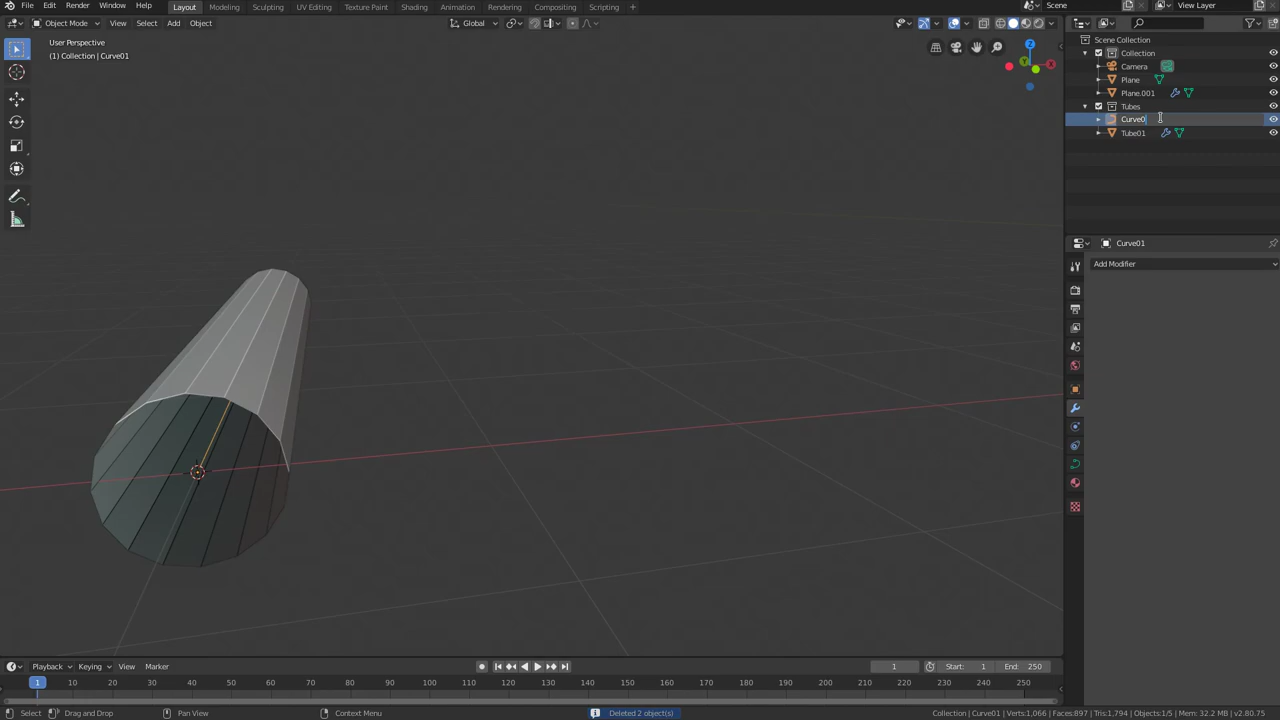 File Edit Render Window Help Layout Modeling Sculpting UV Editing Texture Paint Shading Animation Rendering Compositing Scripting Scene View Layer
Object Mode View Select Add Object Global
User Perspective
(1) Collection | Curve01
Scene Collection
Collection
Camera
Plane
Plane.001
Tubes
Curve0
Tube01
Curve01
Add Modifier
X
Y
Z
Playback Keying View Marker 1 Start: 1 End: 250
1 10 20 30 40 50 60 70 80 90 100 110 120 130 140 150 160 170 180 190 200 210 220 230 240 250
Select Drag and Drop Pan View Context Menu Deleted 2 object(s) Collection | Curve01 | Verts:1,066 | Faces:897 | Tris:1,794 | Objects:1/5 | Mem: 32.2 MB | v2.80.75